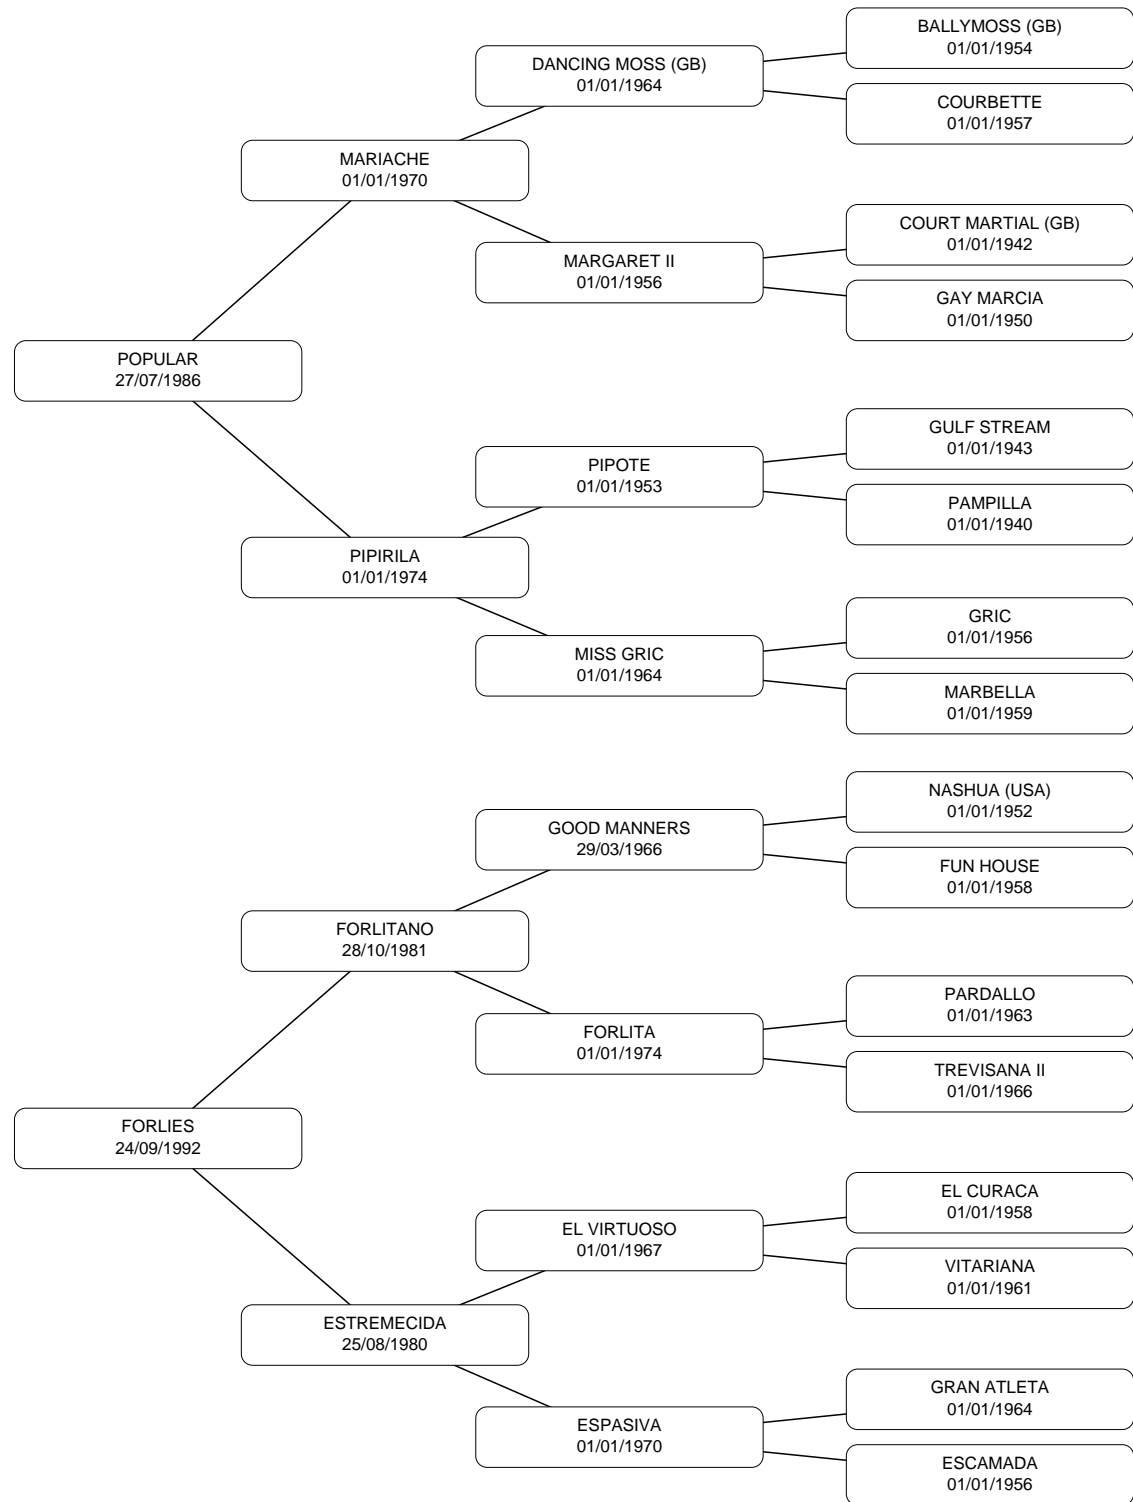 BALLYMOSS (GB)
01/01/1954
DANCING MOSS (GB)
01/01/1964
COURBETTE
01/01/1957
MARIACHE
01/01/1970
COURT MARTIAL (GB)
01/01/1942
MARGARET II
01/01/1956
GAY MARCIA
01/01/1950
POPULAR
27/07/1986
GULF STREAM
01/01/1943
PIPOTE
01/01/1953
PAMPILLA
01/01/1940
PIPIRILA
01/01/1974
GRIC
01/01/1956
MISS GRIC
01/01/1964
MARBELLA
01/01/1959
NASHUA (USA)
01/01/1952
GOOD MANNERS
29/03/1966
FUN HOUSE
01/01/1958
FORLITANO
28/10/1981
PARDALLO
01/01/1963
FORLITA
01/01/1974
TREVISANA II
01/01/1966
FORLIES
24/09/1992
EL CURACA
01/01/1958
EL VIRTUOSO
01/01/1967
VITARIANA
01/01/1961
ESTREMECIDA
25/08/1980
GRAN ATLETA
01/01/1964
ESPASIVA
01/01/1970
ESCAMADA
01/01/1956